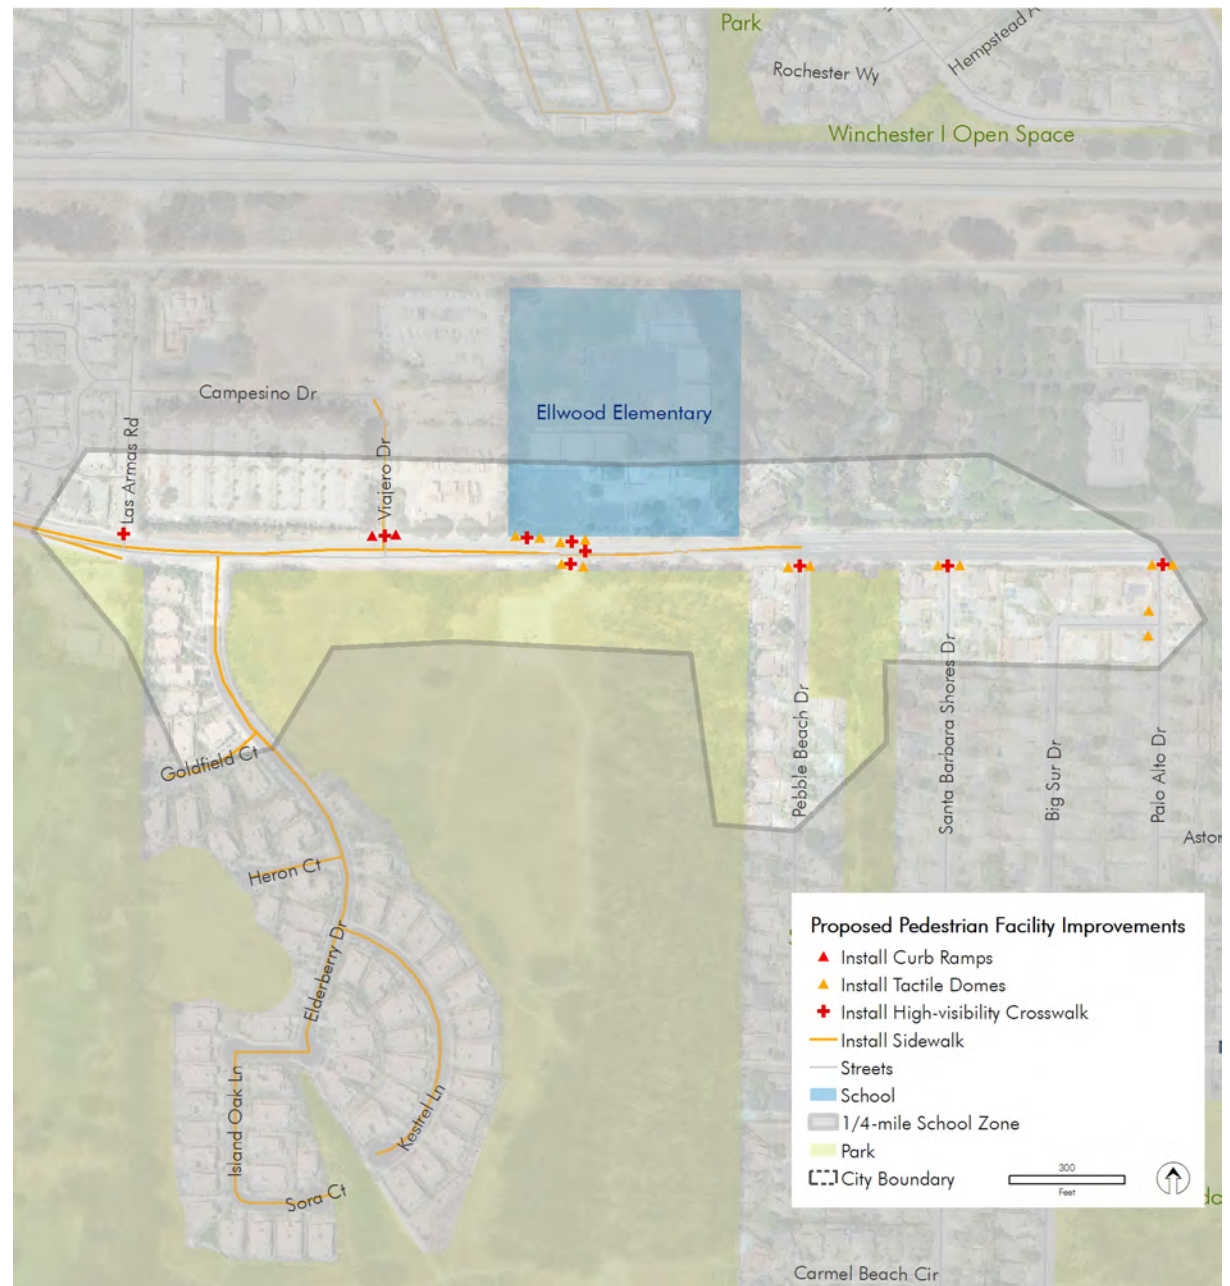 Park
Rochester Wy
Hempstead A
Winchester I Open Space
Campesino Dr
Las Armas Rd
Viajero Dr
Ellwood Elementary
Goldfield Ct
Heron Ct
Elderberry Dr
Kestrel Ln
Island Oak Ln
Sora Ct
Pebble Beach Dr
Santa Barbara Shores Dr
Big Sur Dr
Palo Alto Dr
Astor
Proposed Pedestrian Facility Improvements
Install Curb Ramps
Install Tactile Domes
Install High-visibility Crosswalk
Install Sidewalk
Streets
School
1/4-mile School Zone
Park
City Boundary
300
Feet
Carmel Beach Cir